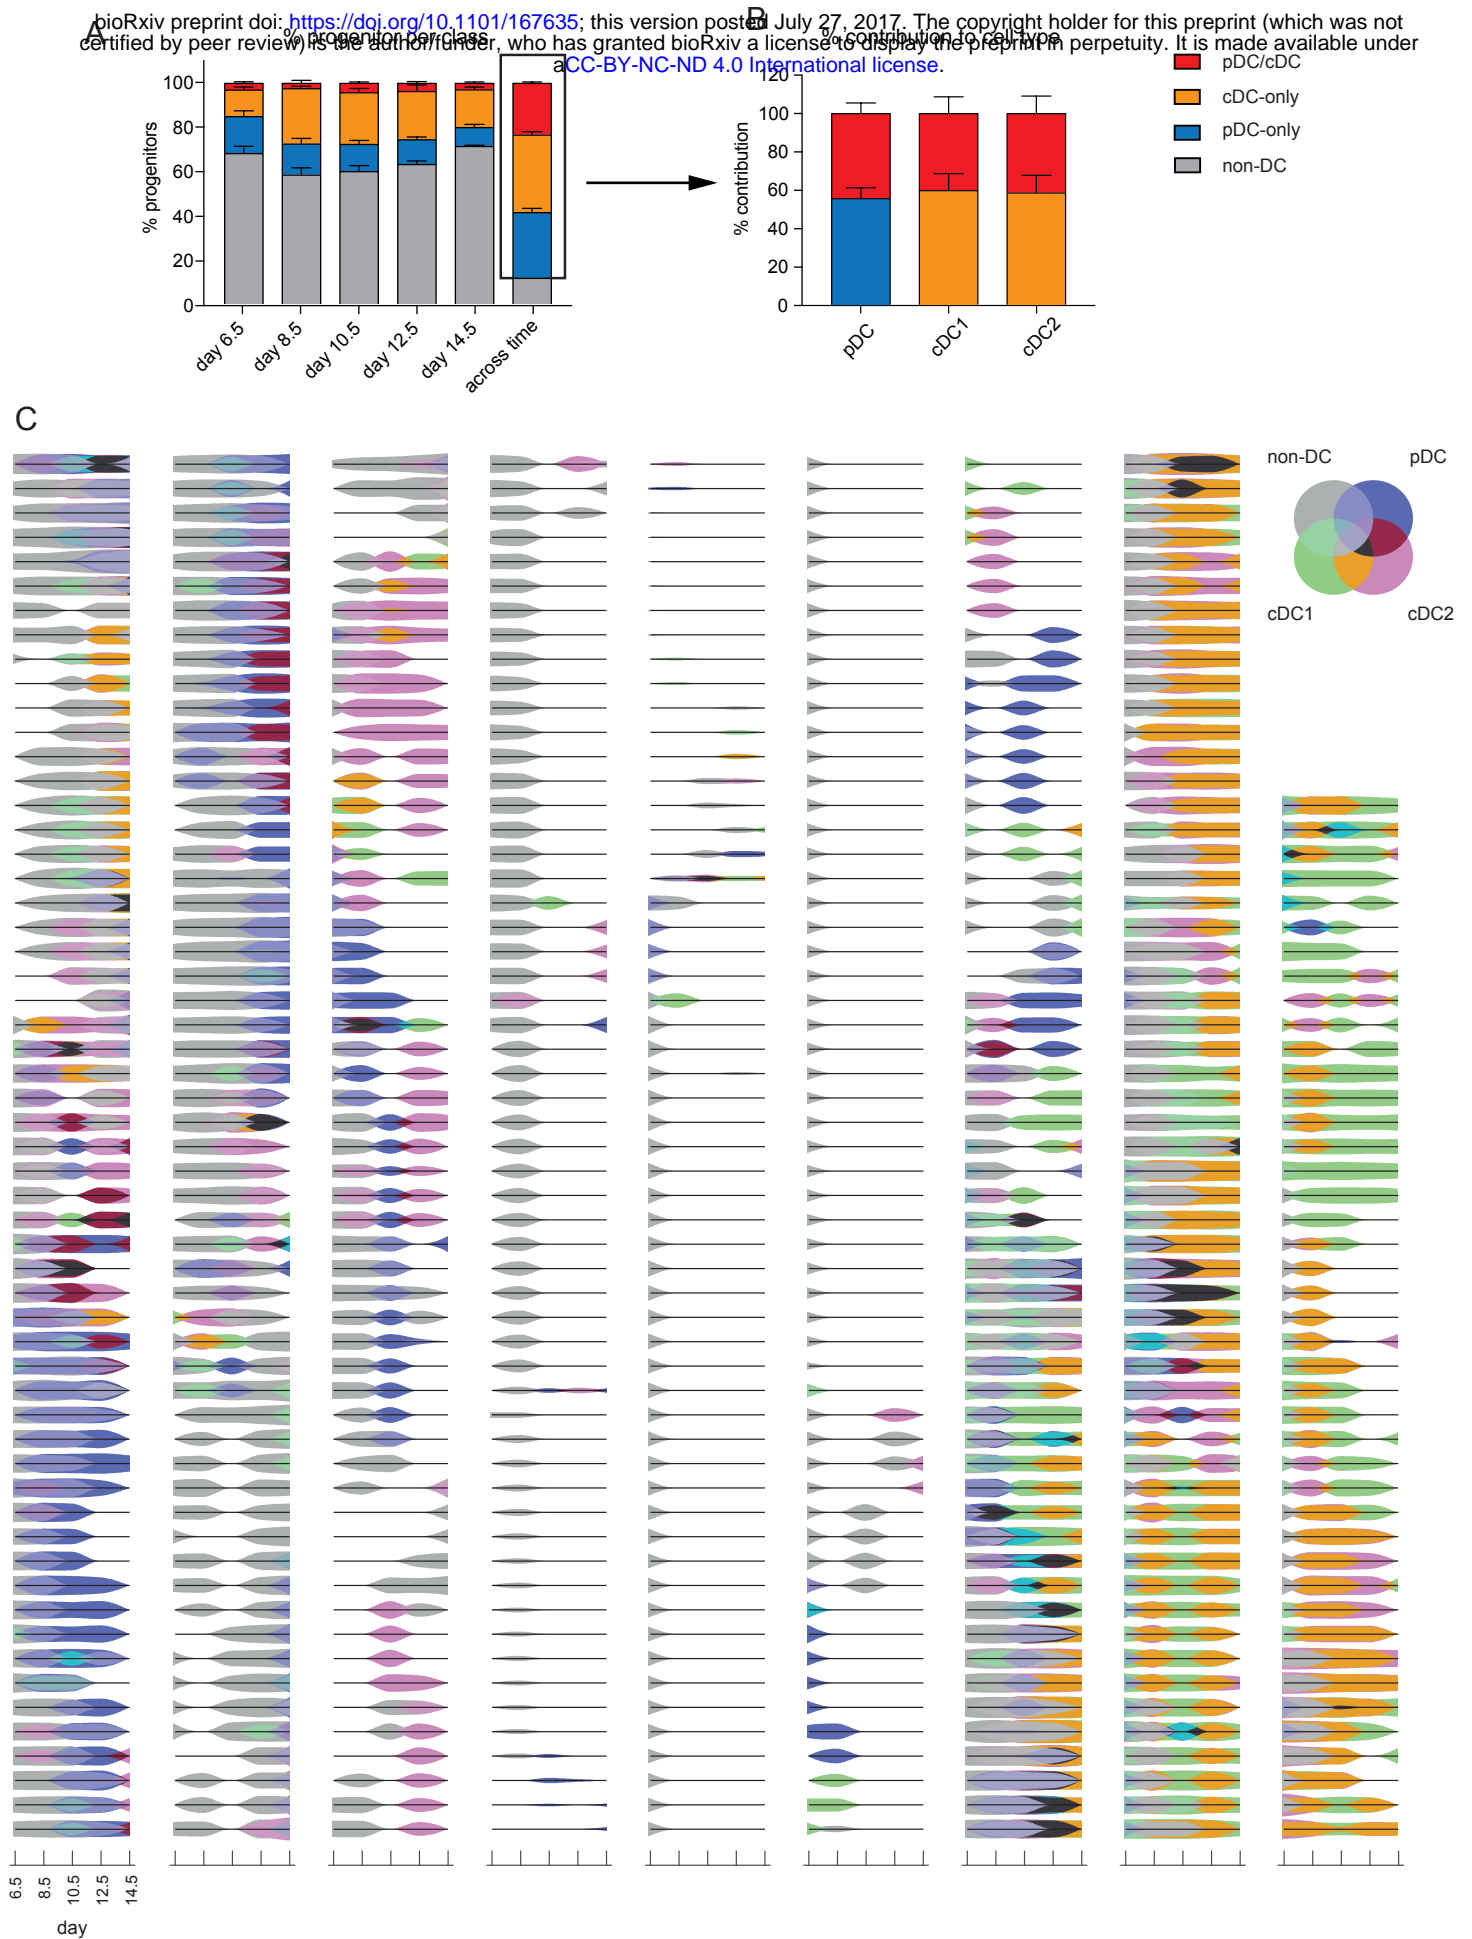 bioRxiv preprint doi: https://doi.org/10.1101/167635; this version posted July 27, 2017. The copyright holder for this preprint (which was not
certified by peer review) is the author/funder, who has granted bioRxiv a license to display the preprint in perpetuity. It is made available under
aCC-BY-NC-ND 4.0 International license.
A
% progenitor per class
% progenitors
100
80
60
40
20
0
day 6.5
day 8.5
day 10.5
day 12.5
day 14.5
across time
B
% contribution to cell type
% contribution
120
100
80
60
40
20
0
pDC
cDC1
cDC2
pDC/cDC
cDC-only
pDC-only
non-DC
C
non-DC
pDC
cDC1
cDC2
6.5
8.5
10.5
12.5
14.5
day